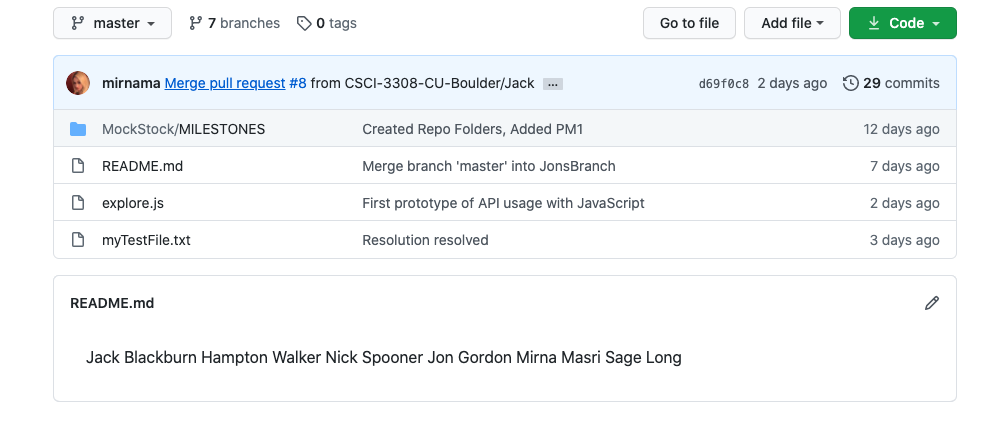 master 7 branches 0 tags Go to file Add file Code
mirnama Merge pull request #8 from CSCI-3308-CU-Boulder/Jack ... d69f0c8 2 days ago 29 commits
MockStock/MILESTONES Created Repo Folders, Added PM1 12 days ago
README.md Merge branch 'master' into JonsBranch 7 days ago
explore.js First prototype of API usage with JavaScript 2 days ago
myTestFile.txt Resolution resolved 3 days ago
README.md
Jack Blackburn Hampton Walker Nick Spooner Jon Gordon Mirna Masri Sage Long